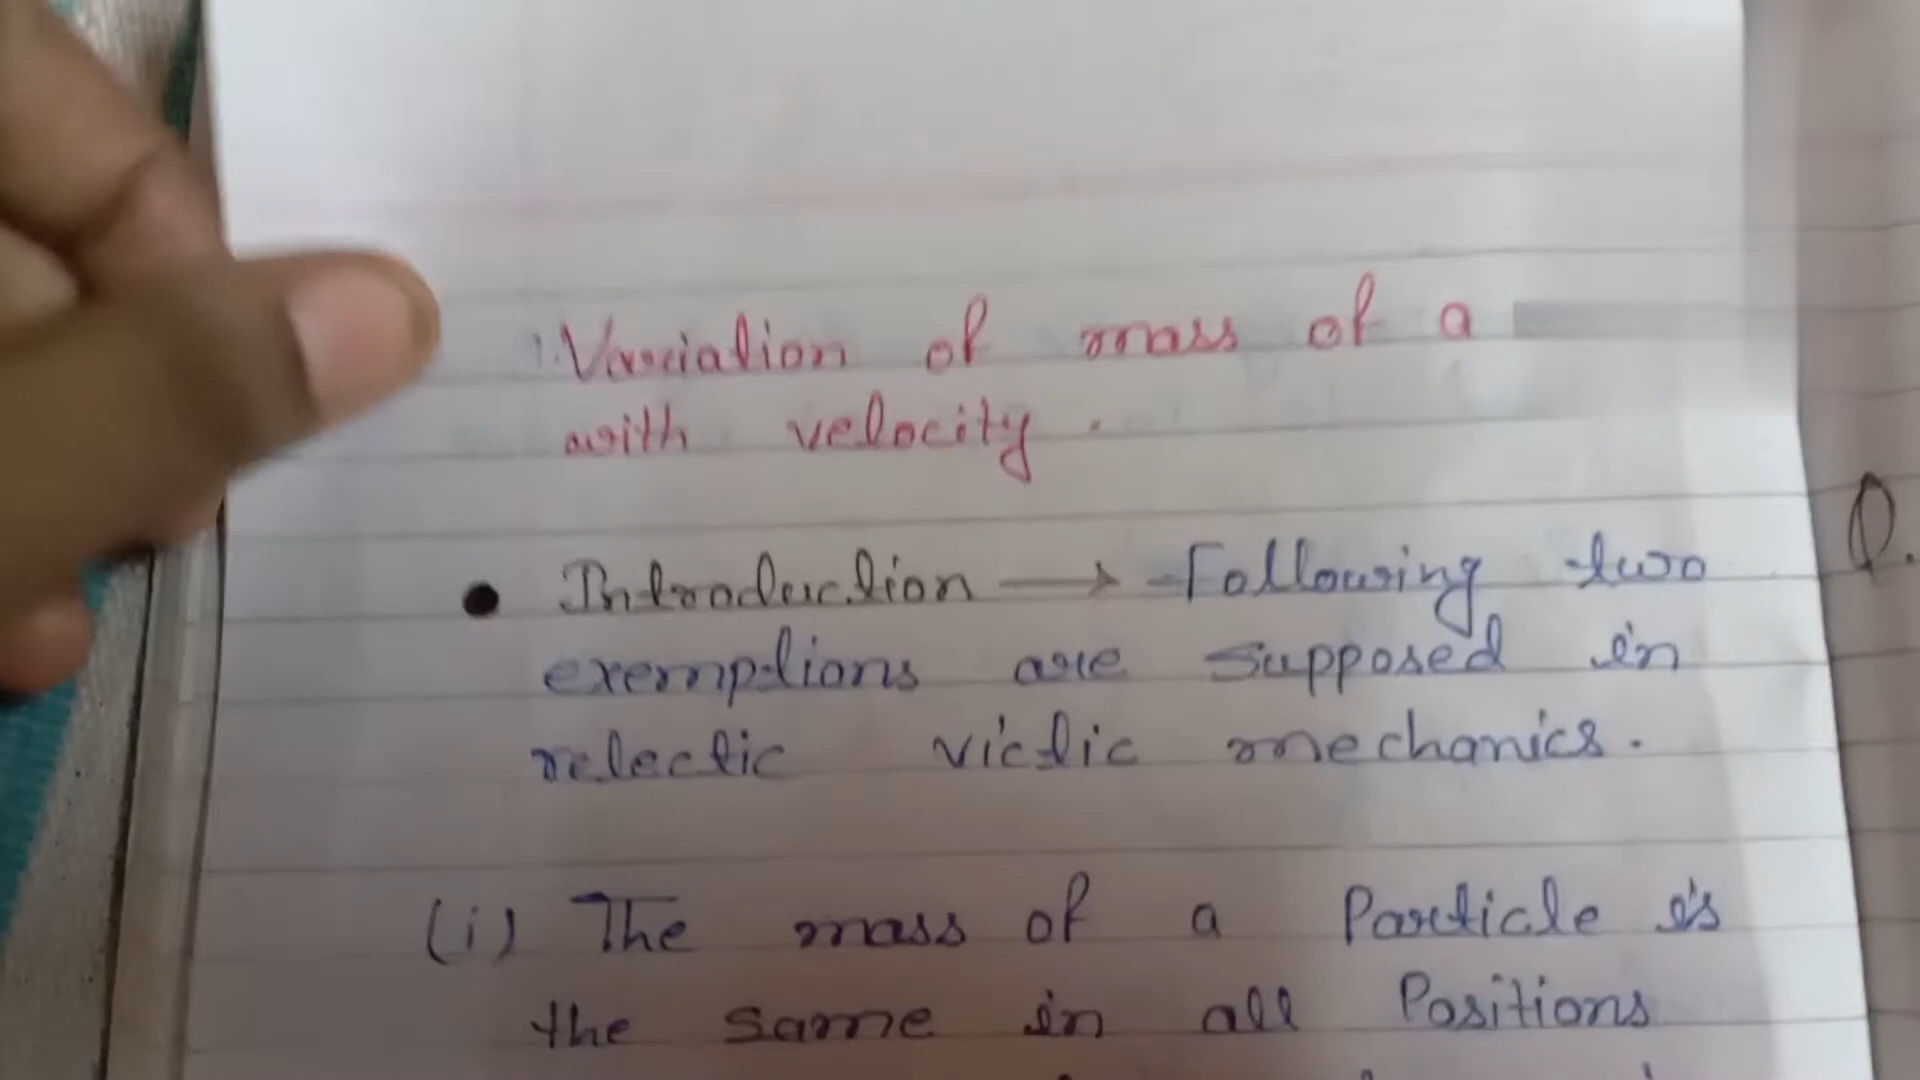 Variation of mass of a
with velocity.
• Introduction → Following two
exemptions are supposed in
relectic victic mechanics.
(i) The mass of a Particle is
the same in all Positions
Q.